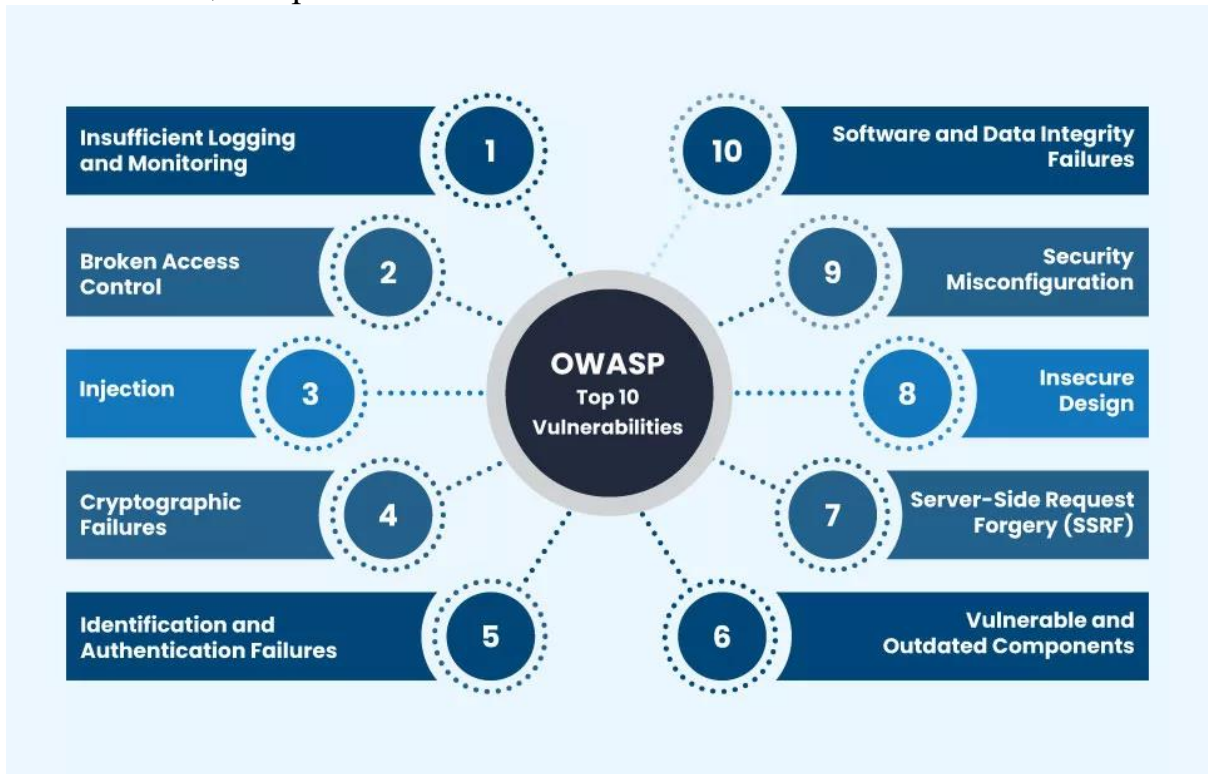 Insufficient Logging
and Monitoring
1
Broken Access
Control
2
Injection
3
Cryptographic
Failures
4
Identification and
Authentication Failures
5
OWASP
Top 10
Vulnerabilities
10
Software and Data Integrity
Failures
9
Security
Misconfiguration
8
Insecure
Design
7
Server-Side Request
Forgery (SSRF)
6
Vulnerable and
Outdated Components